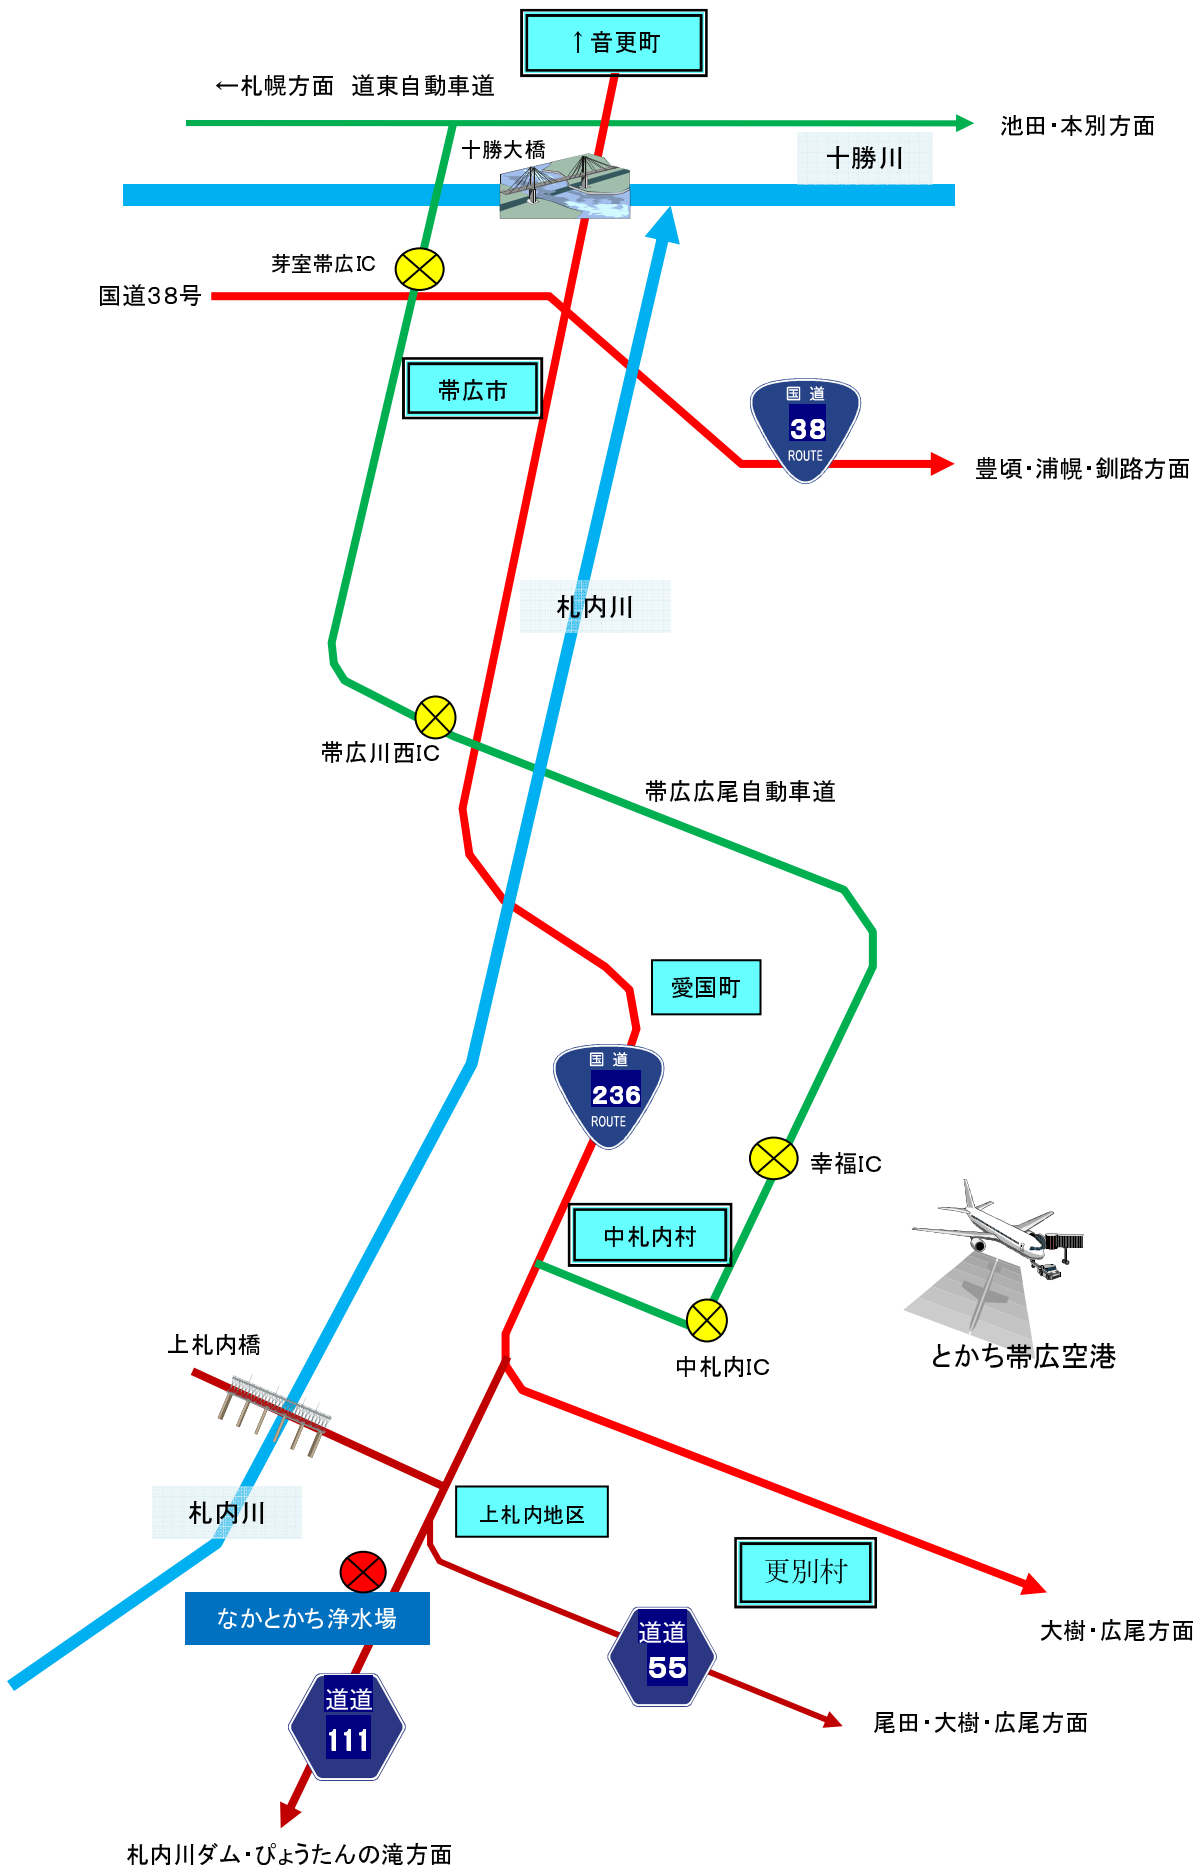 ↑音更町
←札幌方面　道東自動車道
池田・本別方面
十勝大橋
十勝川
芽室帯広IC
国道38号
帯広市
国 道
38
ROUTE
豊頃・浦幌・釧路方面
札内川
帯広川西IC
帯広広尾自動車道
愛国町
国 道
236
ROUTE
幸福IC
中札内村
上札内橋
中札内IC
とかち帯広空港
札内川
上札内地区
更別村
なかとかち浄水場
大樹・広尾方面
道道
55
道道
111
尾田・大樹・広尾方面
札内川ダム・ぴょうたんの滝方面